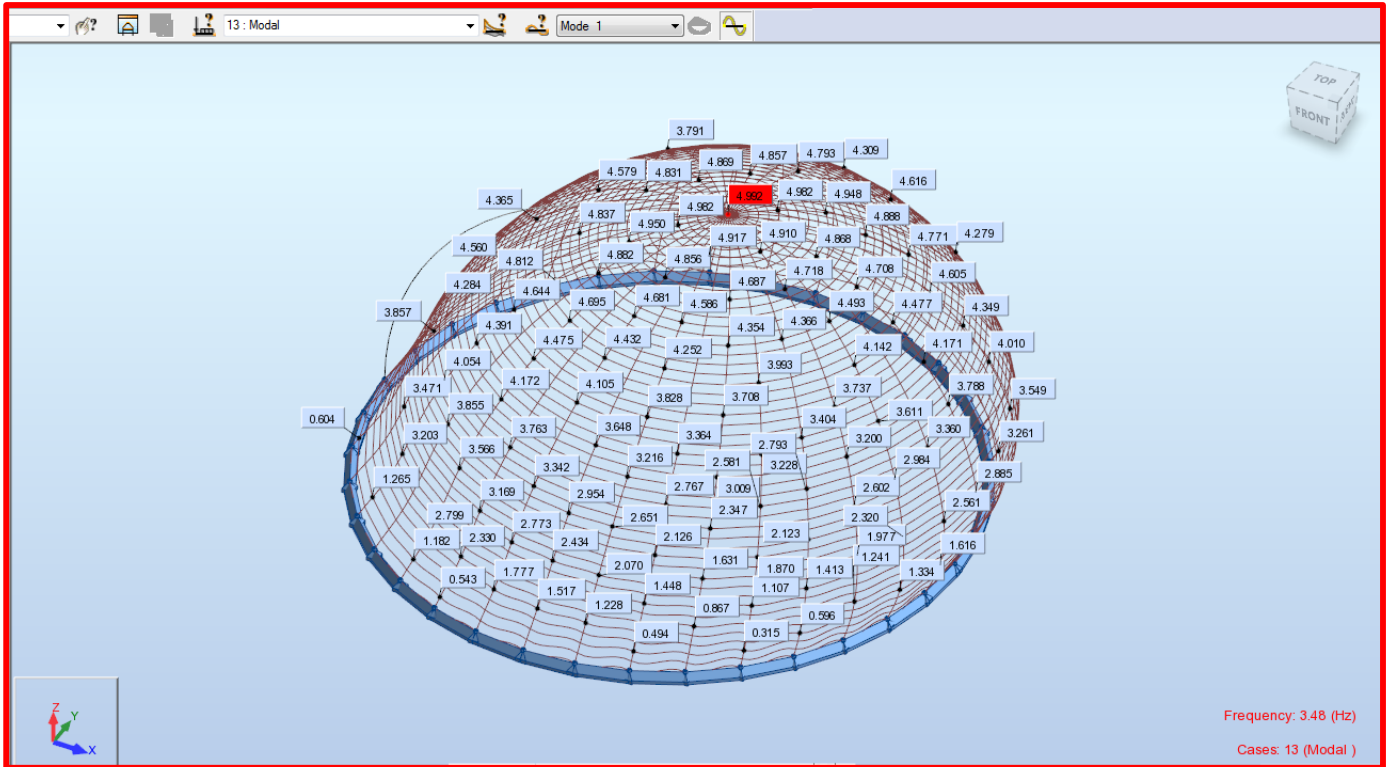 13 : Modal
Mode 1
TOP
FRONT
3.791
4.869 4.857 4.793 4.309
4.579 4.831
4.616
4.365 4.982 4.992 4.982 4.948
4.837 4.950 4.888
4.917 4.910 4.868 4.771 4.279
4.560 4.812 4.882 4.856
4.718 4.708 4.605
4.284 4.644 4.687
4.695 4.681 4.586 4.493 4.477 4.349
3.857 4.391 4.354 4.366
4.475 4.432 4.252 4.142 4.171 4.010
4.054 3.993
3.471 4.172 4.105 3.737 3.788 3.549
3.855 3.828 3.708
0.604 3.404 3.611
3.203 3.763 3.648 3.364 3.200 3.360 3.261
3.566 2.793
3.342 3.216 2.581 3.228 2.984
1.265 2.885
3.169 2.954 2.767 3.009 2.602
2.799 2.347 2.561
2.773 2.651 2.320
1.182 2.330 2.434 2.126 2.123 1.977 1.616
1.241
0.543 1.777 2.070 1.631 1.870 1.413 1.334
1.517 1.448 1.107
1.228 0.867 0.596
0.494 0.315
Z
Y
X
Frequency: 3.48 (Hz)
Cases: 13 (Modal )